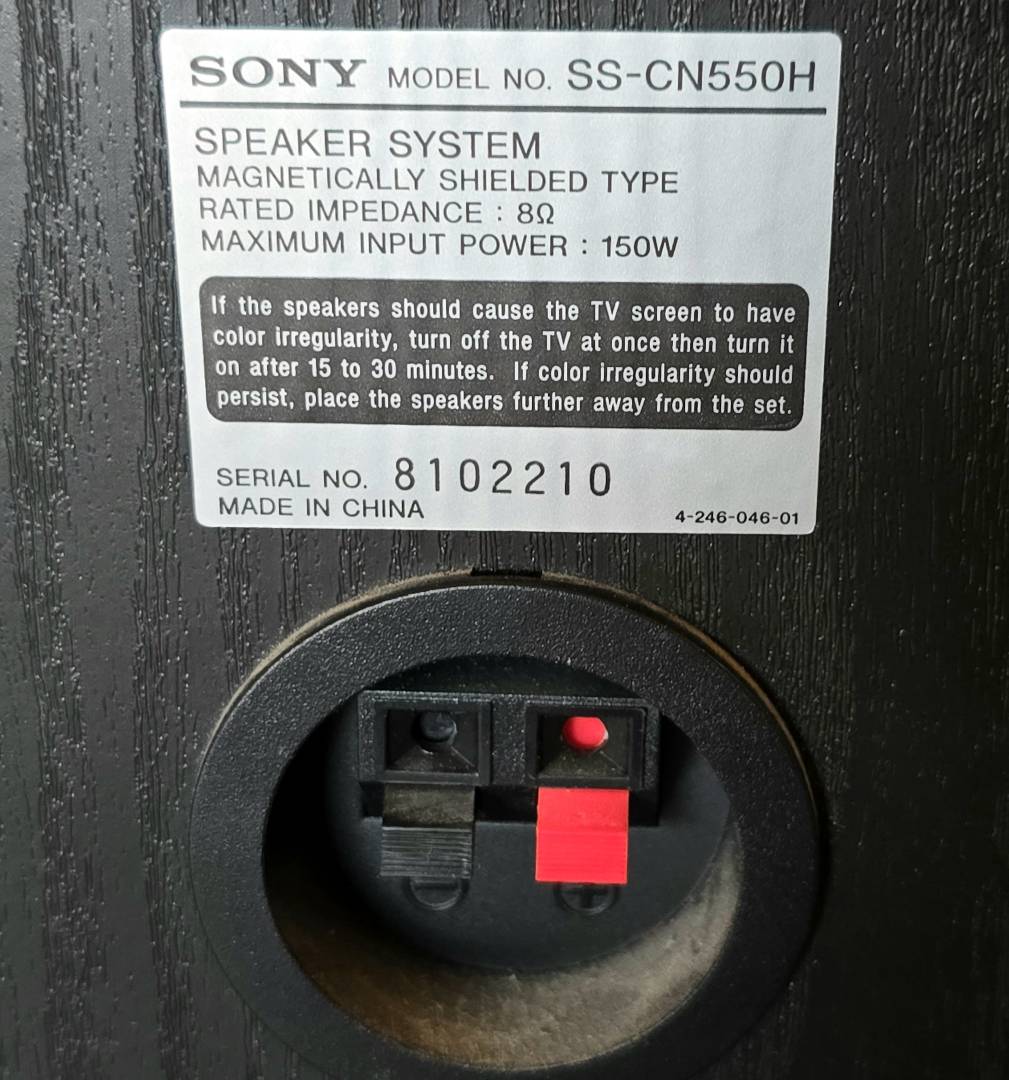 SONY MODEL NO. SS-CN550H
SPEAKER SYSTEM
MAGNETICALLY SHIELDED TYPE
RATED IMPEDANCE : 8Ω
MAXIMUM INPUT POWER : 150W
If the speakers should cause the TV screen to have
color irregularity, turn off the TV at once then turn it
on after 15 to 30 minutes. If color irregularity should
persist, place the speakers further away from the set.
SERIAL NO. 8102210
MADE IN CHINA
4-246-046-01